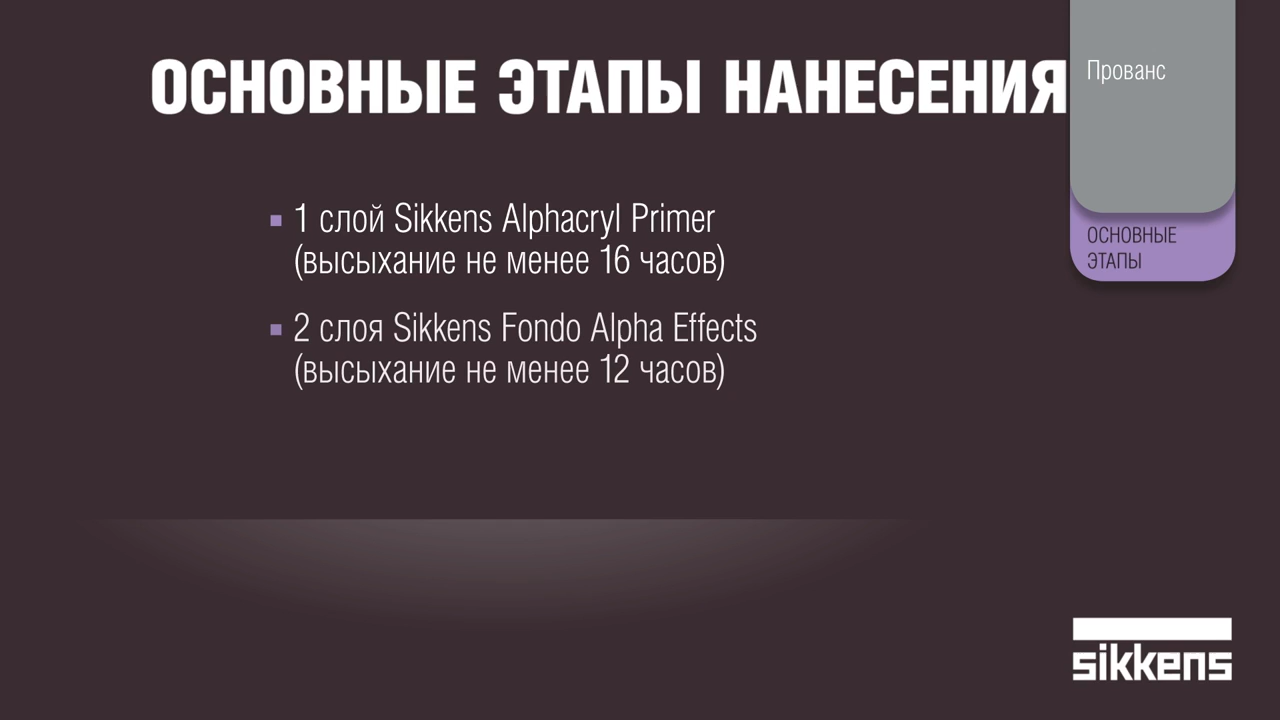 ОСНОВНЫЕ ЭТАПЫ НАНЕСЕНИЯ
Прованс
ОСНОВНЫЕ
ЭТАПЫ
1 слой Sikkens Alphacryl Primer
(высыхание не менее 16 часов)
2 слоя Sikkens Fondo Alpha Effects
(высыхание не менее 12 часов)
sikkens